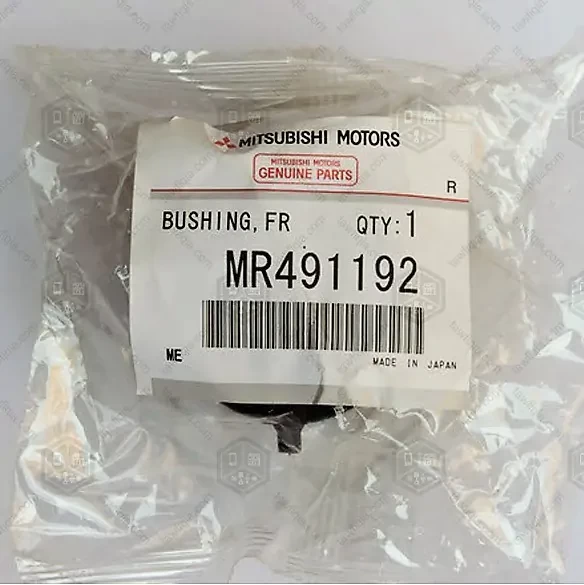 MITSUBISHI MOTORS
MITSUBISHI MOTORS
GENUINE PARTS
R
BUSHING, FR QTY:1
MR491192
ME MADE IN JAPAN